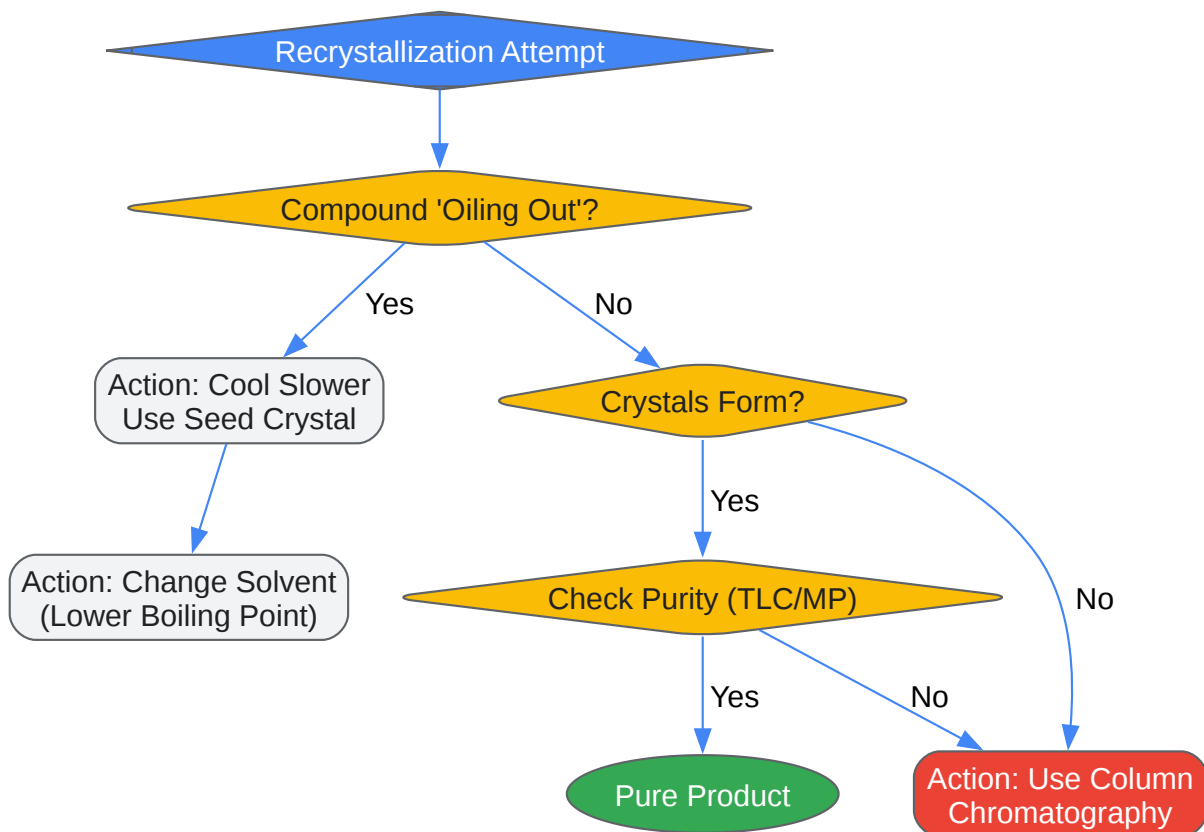 Recrystallization Attempt
Compound 'Oiling Out'?
Yes
No
Action: Cool Slower
Use Seed Crystal
Crystals Form?
Yes
Action: Change Solvent
(Lower Boiling Point)
Check Purity (TLC/MP)
No
Yes
No
Pure Product
Action: Use Column
Chromatography